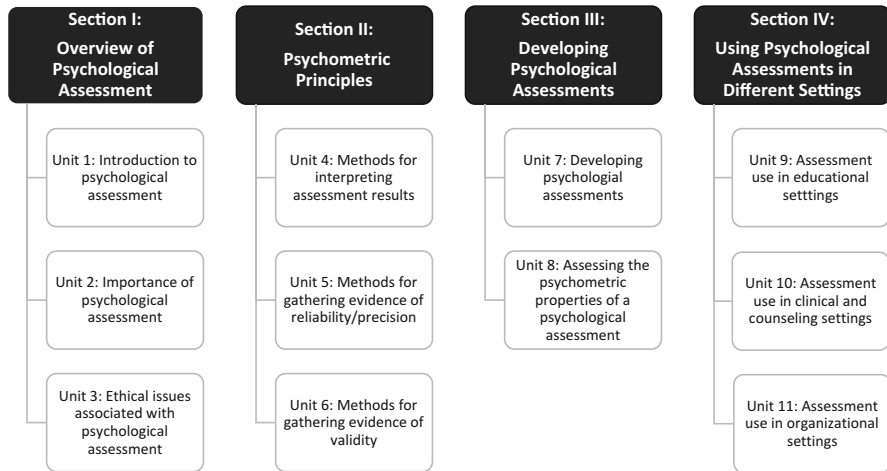 Section I:
Overview of
Psychological
Assessment
Unit 1: Introduction to
psychological
assessment
Unit 2: Importance of
psychological
assessment
Unit 3: Ethical issues
associated with
psychological
assessment
Section II:
Psychometric
Principles
Unit 4: Methods for
interpreting
assessment results
Unit 5: Methods for
gathering evidence of
reliability/precision
Unit 6: Methods for
gathering evidence of
validity
Section III:
Developing
Psychological
Assessments
Unit 7: Developing
psychologial
assessments
Unit 8: Assessing the
psychometric
properties of a
psychological
assessment
Section IV:
Using Psychological
Assessments in
Different Settings
Unit 9: Assessment
use in educational
setttings
Unit 10: Assessment
use in clinical and
counseling settings
Unit 11: Assessment
use in organizational
settings